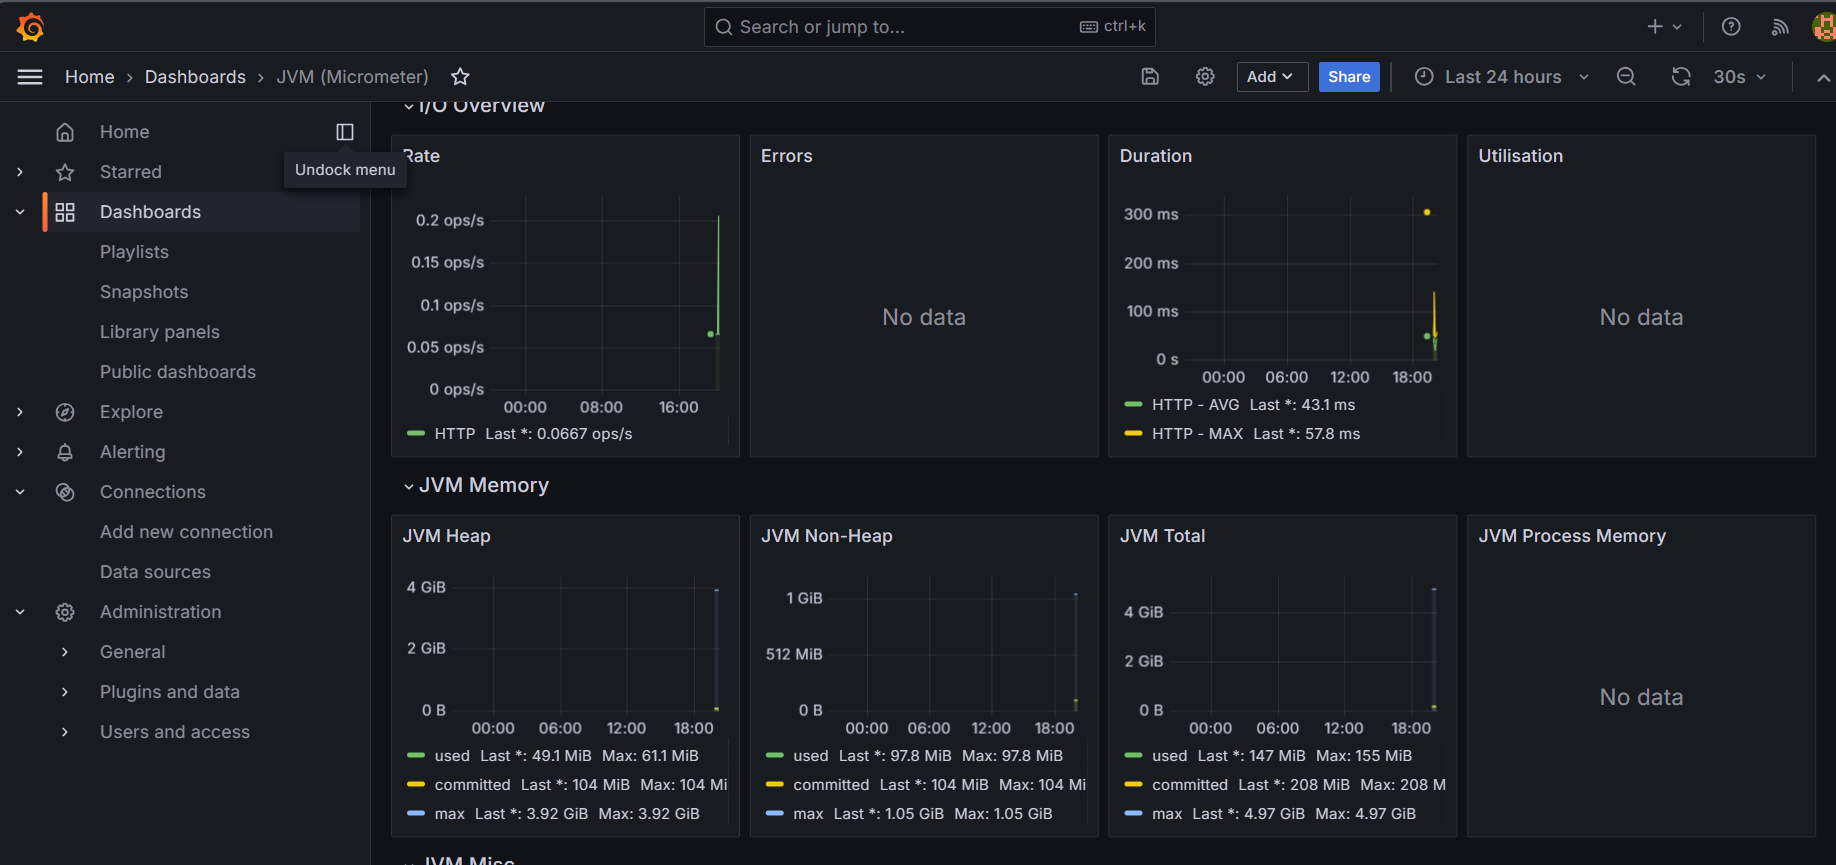 Search or jump to...
ctrl+k
Home
Dashboards
JVM (Micrometer)
Add
Share
Last 24 hours
30s
Home
Undock menu
Starred
Dashboards
Playlists
Snapshots
Library panels
Public dashboards
Explore
Alerting
Connections
Add new connection
Data sources
Administration
General
Plugins and data
Users and access
I/O Overview
Rate
0.2 ops/s
0.15 ops/s
0.1 ops/s
0.05 ops/s
0 ops/s
00:00 08:00 16:00
HTTP Last *: 0.0667 ops/s
Errors
No data
Duration
300 ms
200 ms
100 ms
0 s
00:00 06:00 12:00 18:00
HTTP - AVG Last *: 43.1 ms
HTTP - MAX Last *: 57.8 ms
Utilisation
No data
JVM Memory
JVM Heap
4 GiB
2 GiB
0 B
00:00 06:00 12:00 18:00
used Last *: 49.1 MiB Max: 61.1 MiB
committed Last *: 104 MiB Max: 104 Mi
max Last *: 3.92 GiB Max: 3.92 GiB
JVM Non-Heap
1 GiB
512 MiB
0 B
00:00 06:00 12:00 18:00
used Last *: 97.8 MiB Max: 97.8 MiB
committed Last *: 104 MiB Max: 104 Mi
max Last *: 1.05 GiB Max: 1.05 GiB
JVM Total
4 GiB
2 GiB
0 B
00:00 06:00 12:00 18:00
used Last *: 147 MiB Max: 155 MiB
committed Last *: 208 MiB Max: 208 M
max Last *: 4.97 GiB Max: 4.97 GiB
JVM Process Memory
No data
JVM Misc